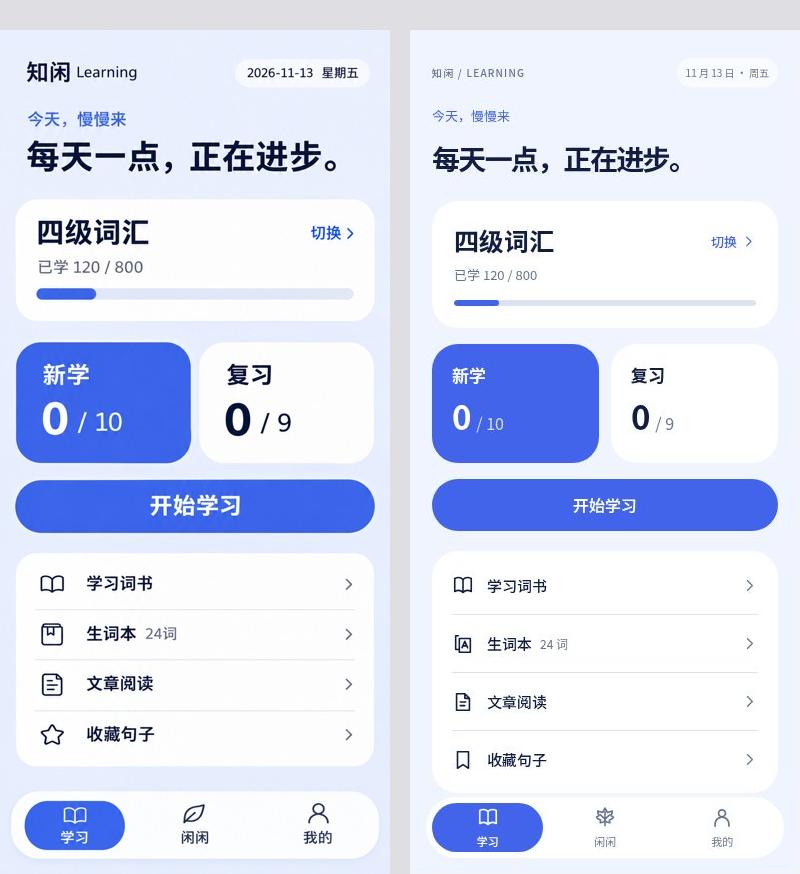 知闲 Learning
2026-11-13 星期五
今天，慢慢来
每天一点，正在进步。
四级词汇
切换
已学 120 / 800
新学
0 / 10
复习
0 / 9
开始学习
学习词书
生词本 24词
文章阅读
收藏句子
学习
闲闲
我的
知闲 / LEARNING
11月13日 · 周五
今天，慢慢来
每天一点，正在进步。
四级词汇
切换
已学 120 / 800
新学
0 / 10
复习
0 / 9
开始学习
学习词书
A
生词本 24 词
文章阅读
收藏句子
学习
闲闲
我的